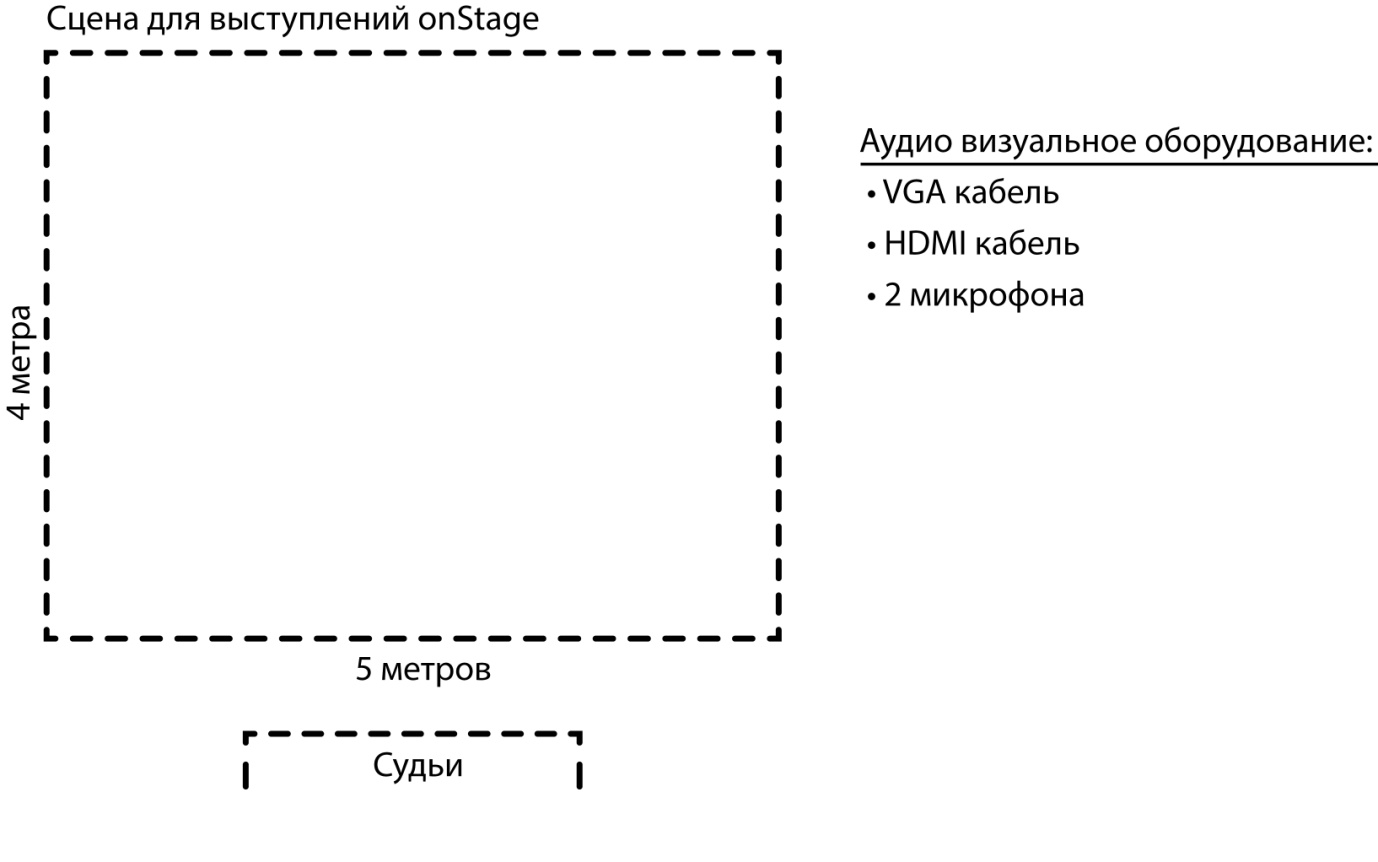 Сцена для выступлений onStage
Аудио визуальное оборудование:
• VGA кабель
• HDMI кабель
• 2 микрофона
4 метра
5 метров
Судьи